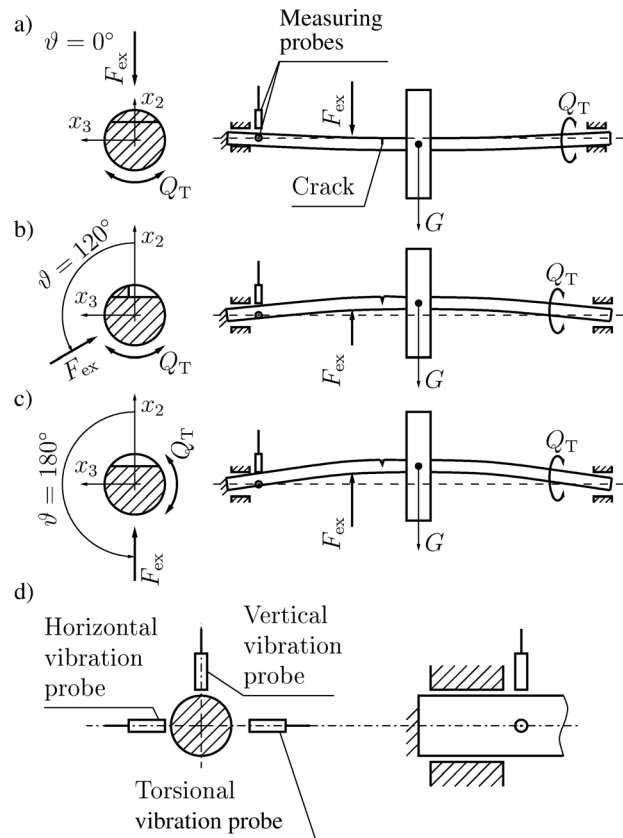 a)
ϑ = 0°
F_ex
x_2
x_3
Q_T
Measuring
probes
F_ex
Q_T
Crack
G
b)
ϑ = 120°
x_2
x_3
F_ex
Q_T
Q_T
F_ex
G
c)
ϑ = 180°
x_2
x_3
Q_T
F_ex
Q_T
F_ex
G
d)
Horizontal
vibration
probe
Vertical
vibration
probe
Torsional
vibration probe